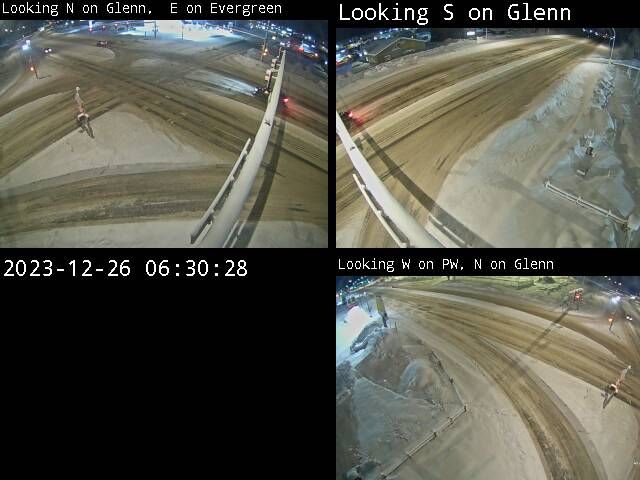 Looking N on Glenn,  E on Evergreen
Looking S on Glenn
2023-12-26 06:30:28
Looking W on PW, N on Glenn